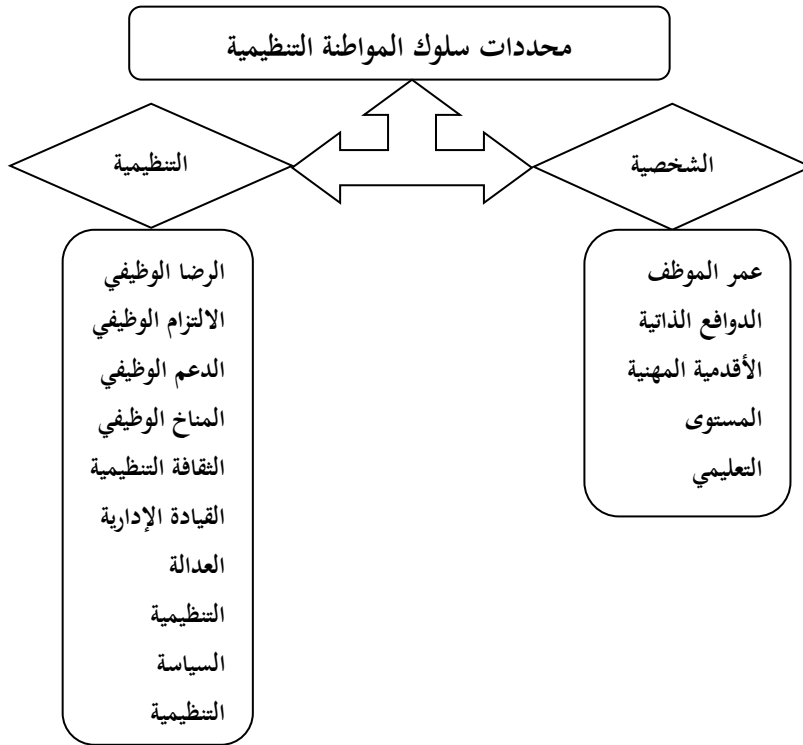 محددات سلوك المواطنة التنظيمية
الشخصية
التنظيمية
عمر الموظف
الدوافع الذاتية
الأقدمية المهنية
المستوى
التعليمي
الرضا الوظيفي
الالتزام الوظيفي
الدعم الوظيفي
المناخ الوظيفي
الثقافة التنظيمية
القيادة الإدارية
العدالة
التنظيمية
السياسة
التنظيمية